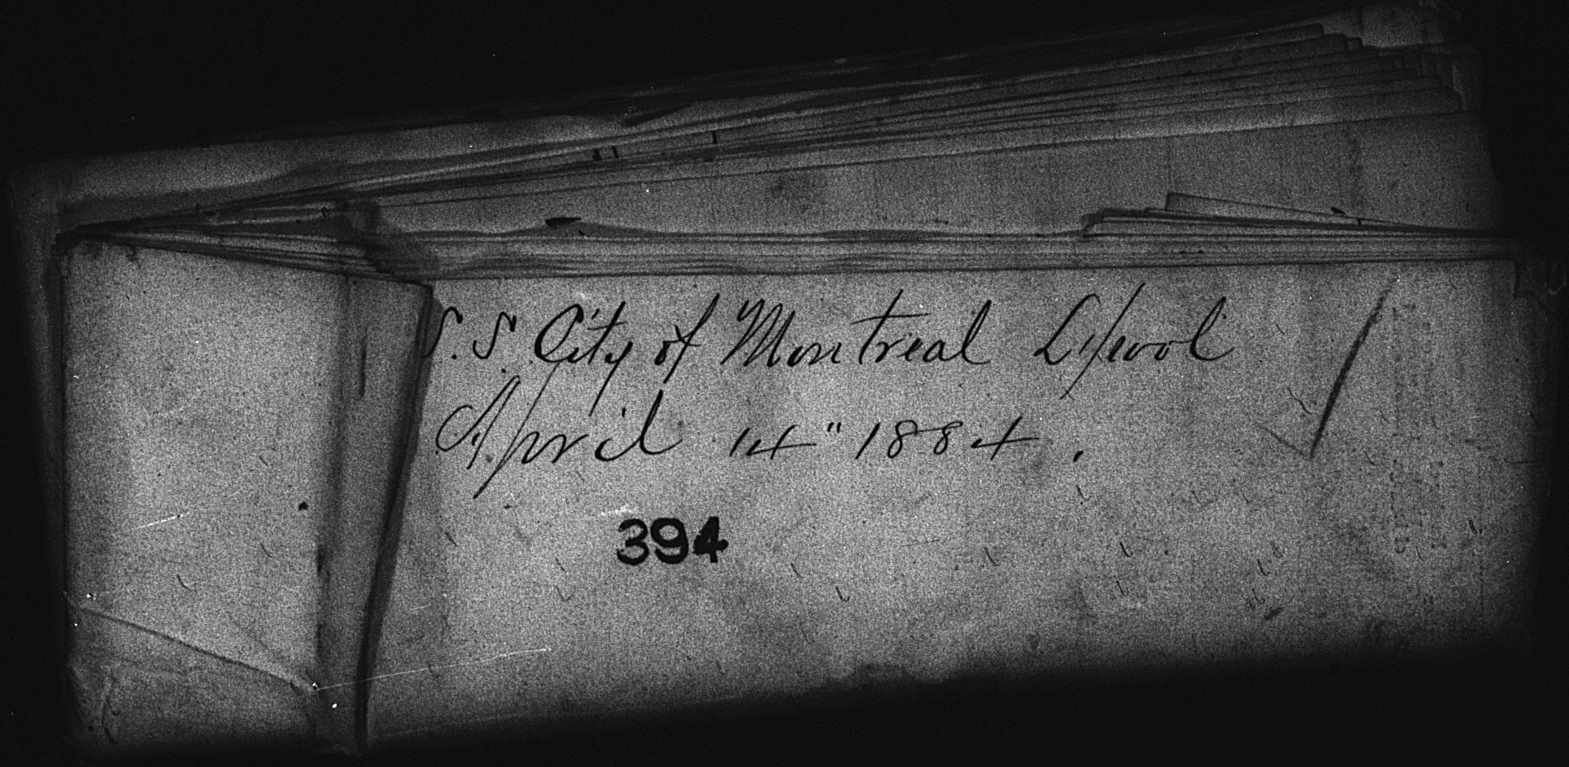 S.S. City of Montreal L'pool
April 14" 1884.
394